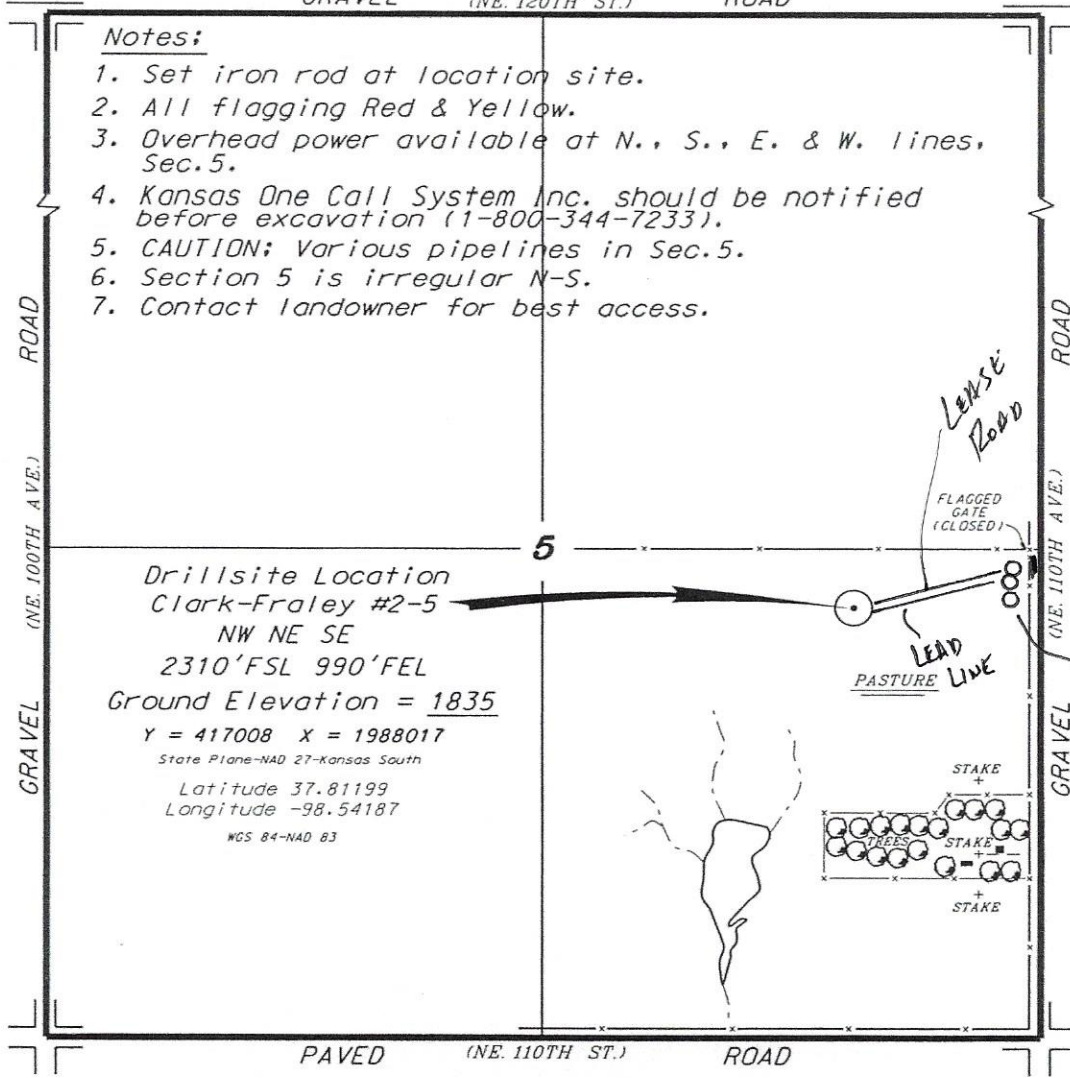 GRAVEL (NE. 120TH ST.) ROAD
Notes:
1. Set iron rod at location site.
2. All flagging Red & Yellow.
3. Overhead power available at N., S., E. & W. lines,
Sec.5.
4. Kansas One Call System Inc. should be notified
before excavation (1-800-344-7233).
5. CAUTION: Various pipelines in Sec.5.
6. Section 5 is irregular N-S.
7. Contact landowner for best access.
GRAVEL (NE. 100TH AVE.) ROAD
GRAVEL (NE. 110TH AVE.) ROAD
LEASE
ROAD
FLAGGED
GATE
(CLOSED)
5
Drillsite Location
Clark-Fraley #2-5
NW NE SE
2310'FSL 990'FEL
Ground Elevation = 1835
Y = 417008 X = 1988017
State Plane-NAD 27-Kansas South
Latitude 37.81199
Longitude -98.54187
WGS 84-NAD 83
LEAD
LINE
PASTURE
STAKE
TREES
STAKE
STAKE
PAVED (NE. 110TH ST.) ROAD